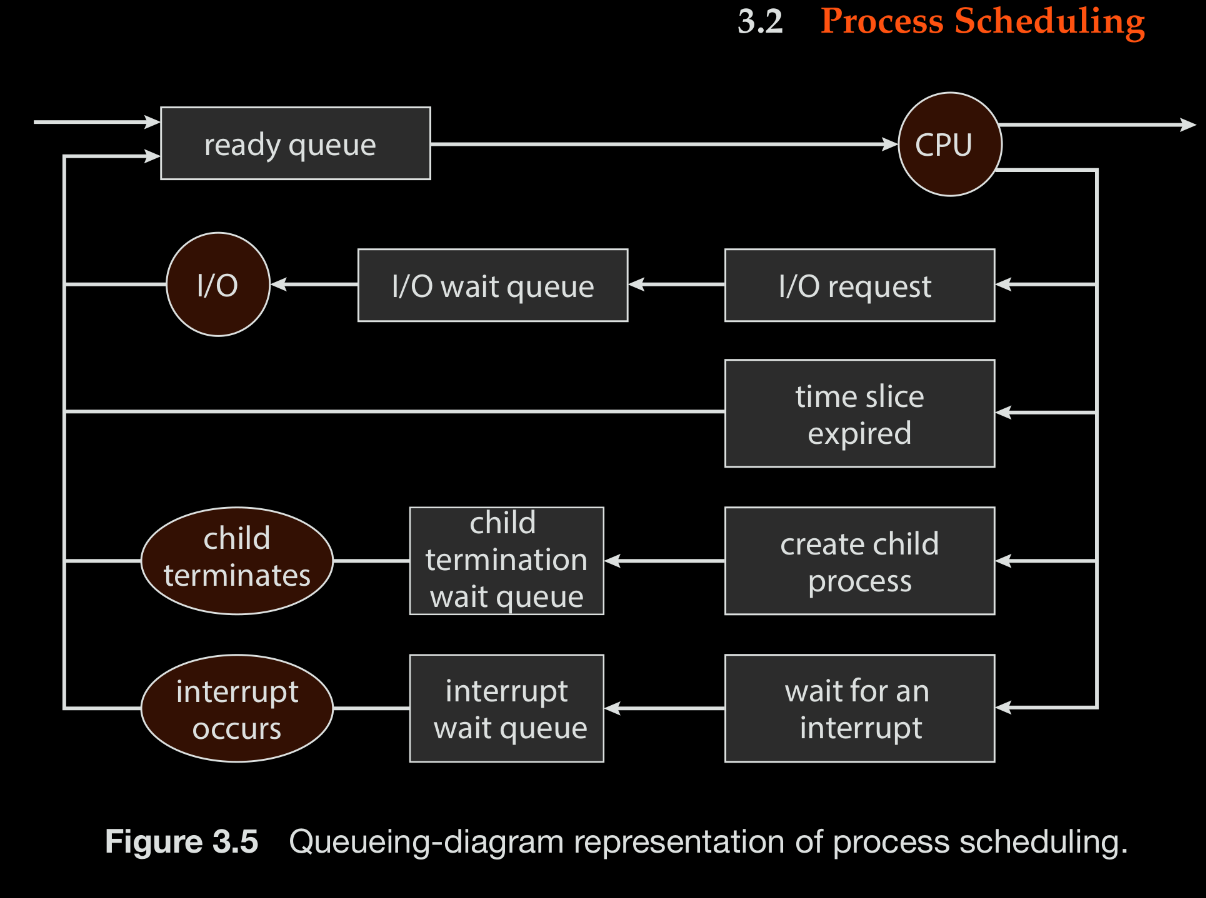 3.2 Process Scheduling
ready queue
CPU
I/O
I/O wait queue
I/O request
time slice
expired
child
terminates
child
termination
wait queue
create child
process
interrupt
occurs
interrupt
wait queue
wait for an
interrupt
Figure 3.5 Queueing-diagram representation of process scheduling.